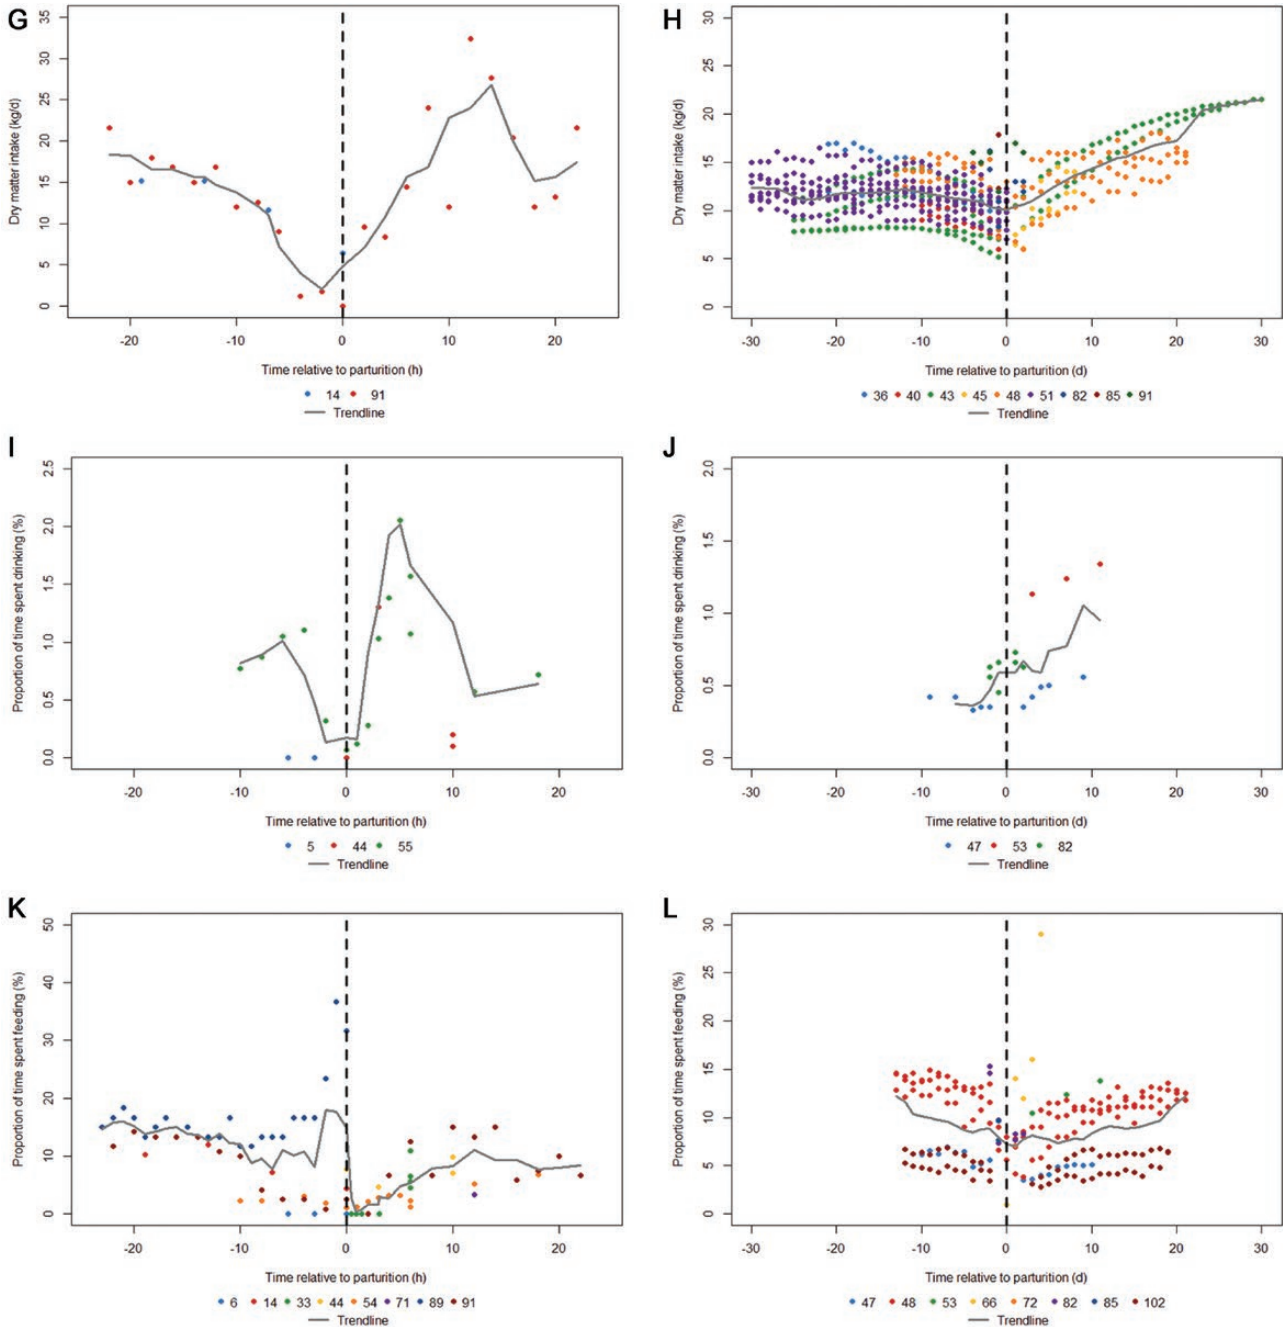 G
35
30
25
20
15
10
5
0
Dry matter intake (kg/d)
-20 -10 0 10 20
Time relative to parturition (h)
14 91
Trendline
H
30
25
20
15
10
5
0
Dry matter intake (kg/d)
-30 -20 -10 0 10 20 30
Time relative to parturition (d)
36 40 43 45 48 51 82 85 91
Trendline
I
2.5
2.0
1.5
1.0
0.5
0.0
Proportion of time spent drinking (%)
-20 -10 0 10 20
Time relative to parturition (h)
5 44 55
Trendline
J
2.0
1.5
1.0
0.5
0.0
Proportion of time spent drinking (%)
-30 -20 -10 0 10 20 30
Time relative to parturition (d)
47 53 82
Trendline
K
50
40
30
20
10
0
Proportion of time spent feeding (%)
-20 -10 0 10 20
Time relative to parturition (h)
6 14 33 44 54 71 89 91
Trendline
L
30
25
20
15
10
5
0
Proportion of time spent feeding (%)
-30 -20 -10 0 10 20 30
Time relative to parturition (d)
47 48 53 66 72 82 85 102
Trendline